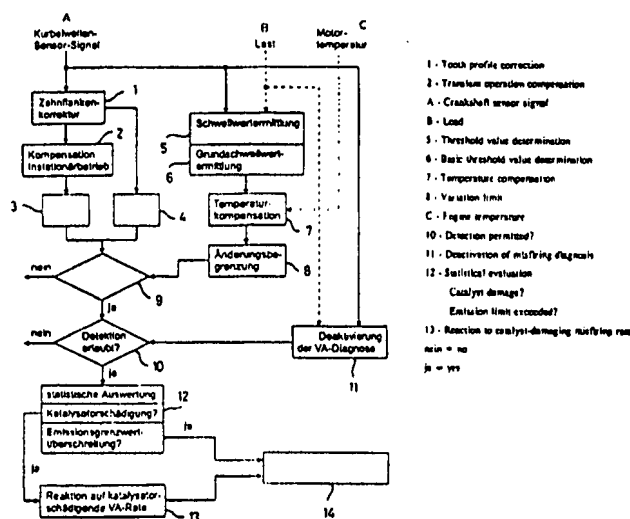 A
Kurbelwellen-
Sensor-Signal
B
Last
Motor-
temperatur
C
Zahnflanken-
korrektur
1
2
Kompensation
Instationärbetrieb
3
4
Schwellwertermittlung
5
Grundschwellwert-
ermittlung
6
Temperatur-
kompensation
7
Änderungsbe-
grenzung
8
nein
9
ja
nein
Detektion
erlaubt?
10
ja
Deaktivierung
der VA-Diagnose
11
12
statistische Auswertung
Katalysatorschädigung?
Emissionsgrenzwert-
überschreitung?
ja
ja
Reaktion auf katalysator-
schädigende VA-Rate
13
14
1 - Tooth profile correction
2 - Transient operation compensation
A - Crankshaft sensor signal
B - Load
5 - Threshold value determination
6 - Basic threshold value determination
7 - Temperature compensation
8 - Variation limit
C - Engine temperature
10 - Detection permitted?
11 - Deactivation of misfiring diagnosis
12 - Statistical evaluation
Catalyst damage?
Emission limit exceeded?
13 - Reaction to catalyst-damaging misfiring
nein = no
ja = yes